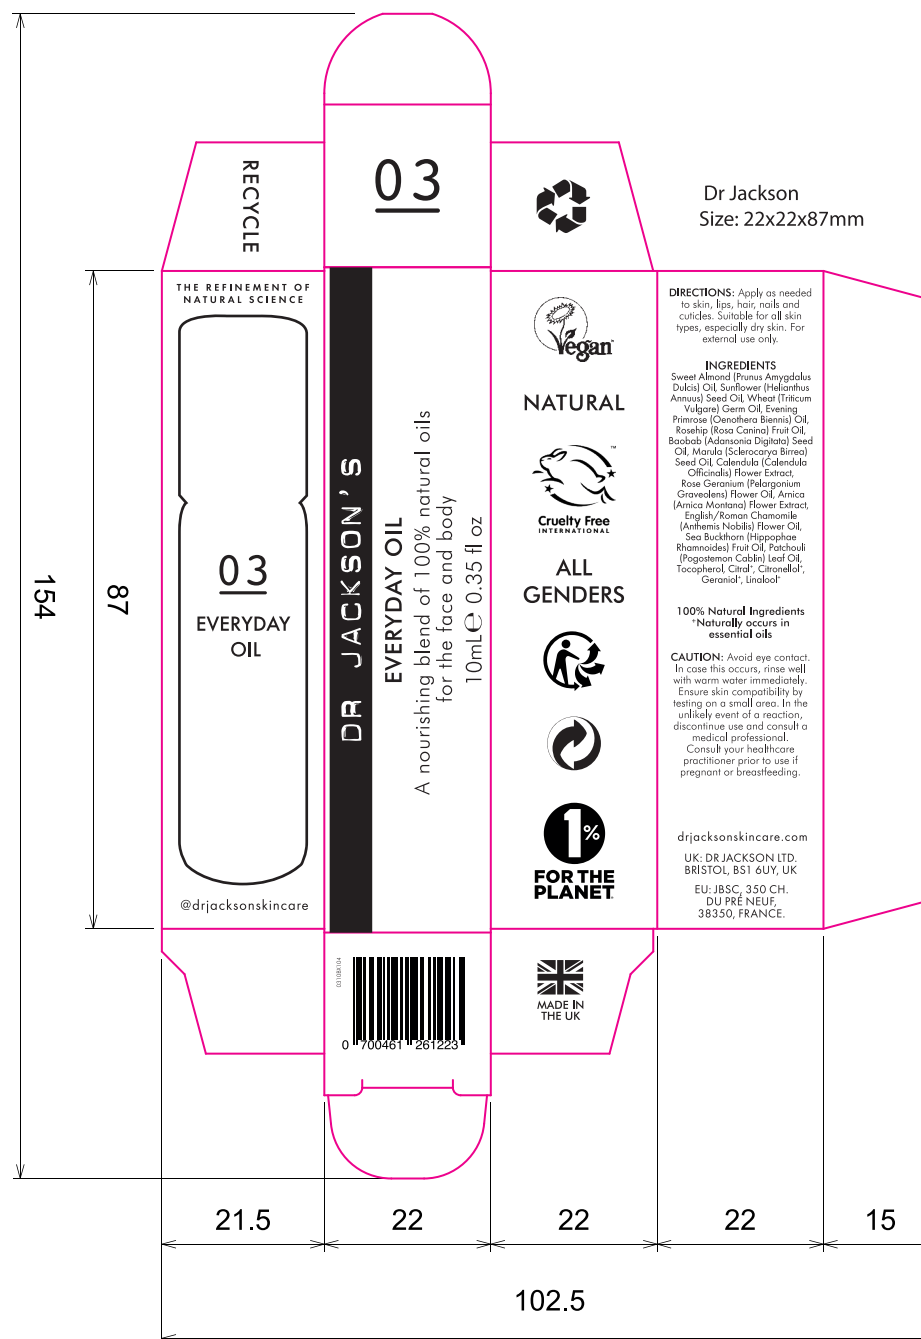 Dr Jackson
Size: 22x22x87mm
RECYCLE
03
THE REFINEMENT OF
NATURAL SCIENCE
03
EVERYDAY
OIL
@drjacksonskincare
DR JACKSON'S
EVERYDAY OIL
A nourishing blend of 100% natural oils
for the face and body
10mL℮ 0.35 fl oz
Vegan™
NATURAL
™
Cruelty Free
INTERNATIONAL
ALL
GENDERS
1%
FOR THE
PLANET
DIRECTIONS: Apply as needed
to skin, lips, hair, nails and
cuticles. Suitable for all skin
types, especially dry skin. For
external use only.
INGREDIENTS
Sweet Almond (Prunus Amygdalus
Dulcis) Oil, Sunflower (Helianthus
Annuus) Seed Oil, Wheat (Triticum
Vulgare) Germ Oil, Evening
Primrose (Oenothera Biennis) Oil,
Rosehip (Rosa Canina) Fruit Oil,
Baobab (Adansonia Digitata) Seed
Oil, Marula (Sclerocarya Birrea)
Seed Oil, Calendula (Calendula
Officinalis) Flower Extract,
Rose Geranium (Pelargonium
Graveolens) Flower Oil, Arnica
(Arnica Montana) Flower Extract,
English/Roman Chamomile
(Anthemis Nobilis) Flower Oil,
Sea Buckthorn (Hippophae
Rhamnoides) Fruit Oil, Patchouli
(Pogostemon Cablin) Leaf Oil,
Tocopherol, Citral⁺, Citronellol⁺,
Geraniol⁺, Linalool⁺
100% Natural Ingredients
⁺Naturally occurs in
essential oils
CAUTION: Avoid eye contact.
In case this occurs, rinse well
with warm water immediately.
Ensure skin compatibility by
testing on a small area. In the
unlikely event of a reaction,
discontinue use and consult a
medical professional.
Consult your healthcare
practitioner prior to use if
pregnant or breastfeeding.
drjacksonskincare.com
UK: DR JACKSON LTD.
BRISTOL, BS1 6UY, UK
EU: JBSC, 350 CH.
DU PRÉ NEUF,
38350, FRANCE.
0310BX104
0 700461 261223
MADE IN
THE UK
154
87
21.5
22
22
22
15
102.5